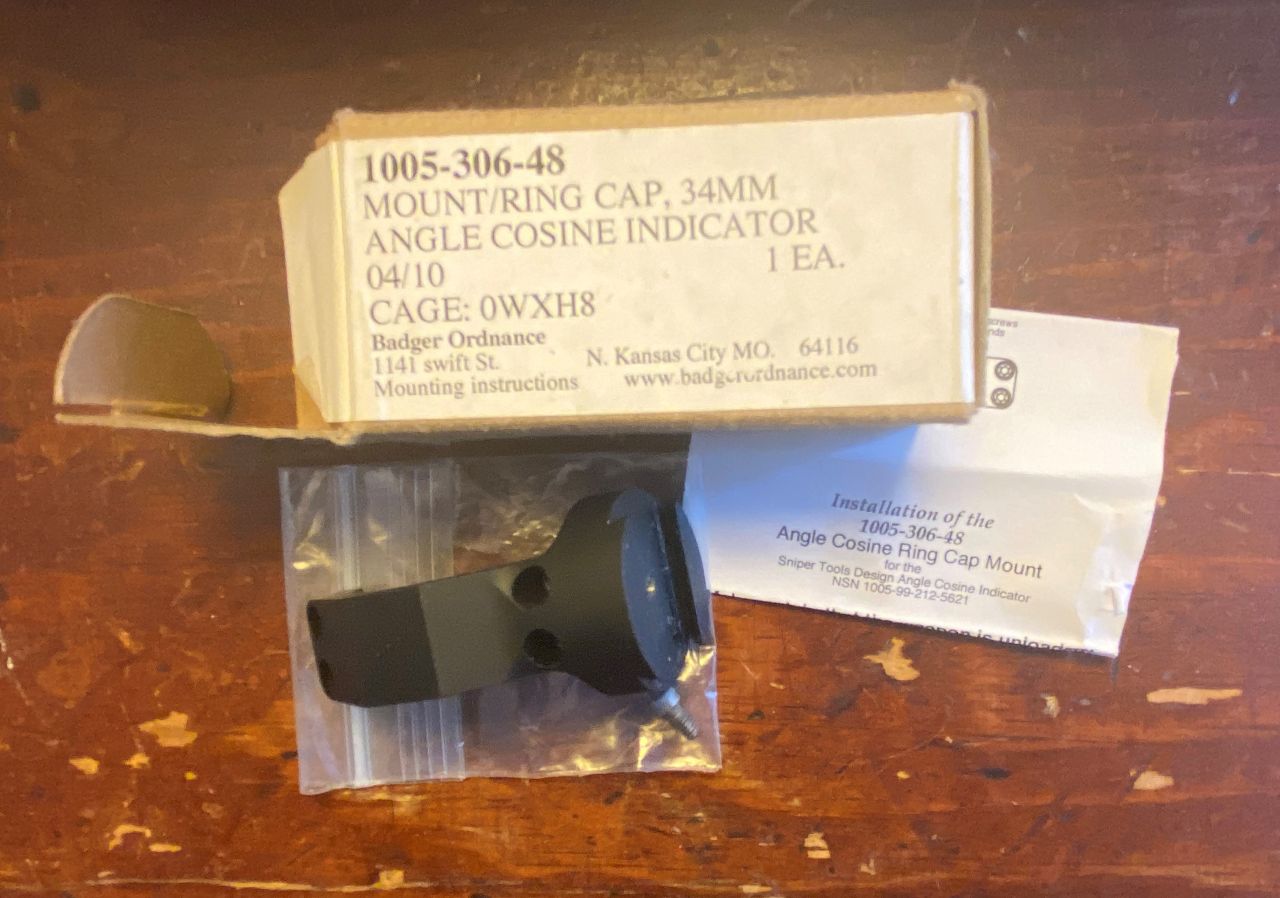 1005-306-48
MOUNT/RING CAP, 34MM
ANGLE COSINE INDICATOR
04/10 1 EA.
CAGE: 0WXH8
Badger Ordnance
1141 swift St. N. Kansas City MO. 64116
Mounting instructions www.badgerordnance.com
Installation of the
1005-306-48
Angle Cosine Ring Cap Mount
for the
Sniper Tools Design Angle Cosine Indicator
NSN 1005-99-212-5621